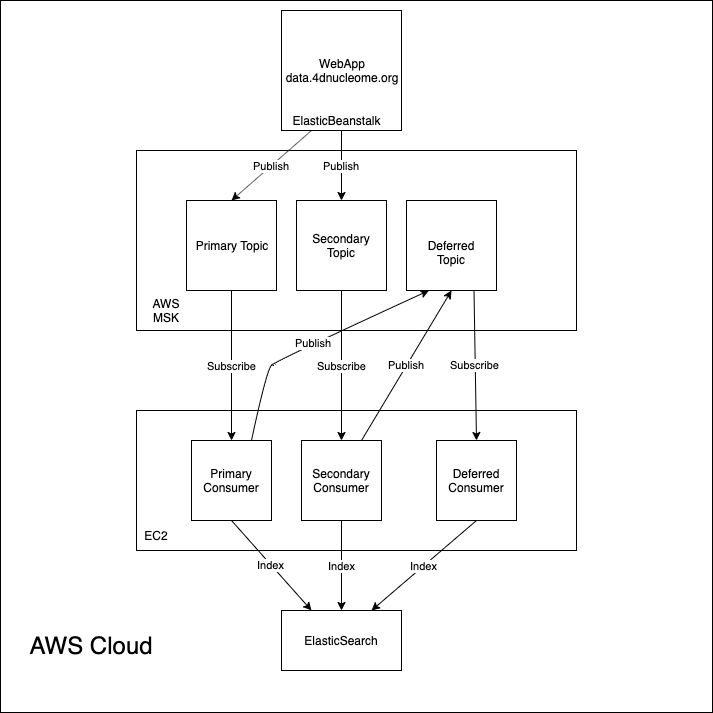 WebApp
data.4dnucleome.org
ElasticBeanstalk
Publish
Publish
Primary Topic
Secondary
Topic
Deferred
Topic
AWS
MSK
Publish
Subscribe
Subscribe
Publish
Subscribe
Primary
Consumer
Secondary
Consumer
Deferred
Consumer
EC2
Index
Index
Index
ElasticSearch
AWS Cloud